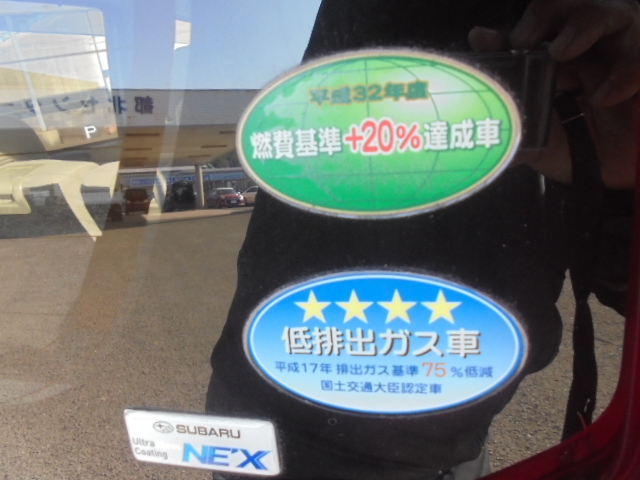 平成32年度
燃費基準+20%達成車
★★★★
低排出ガス車
平成17年 排出ガス基準 75 %低減
国土交通大臣認定車
SUBARU
Ultra
Coating
NE'X
P